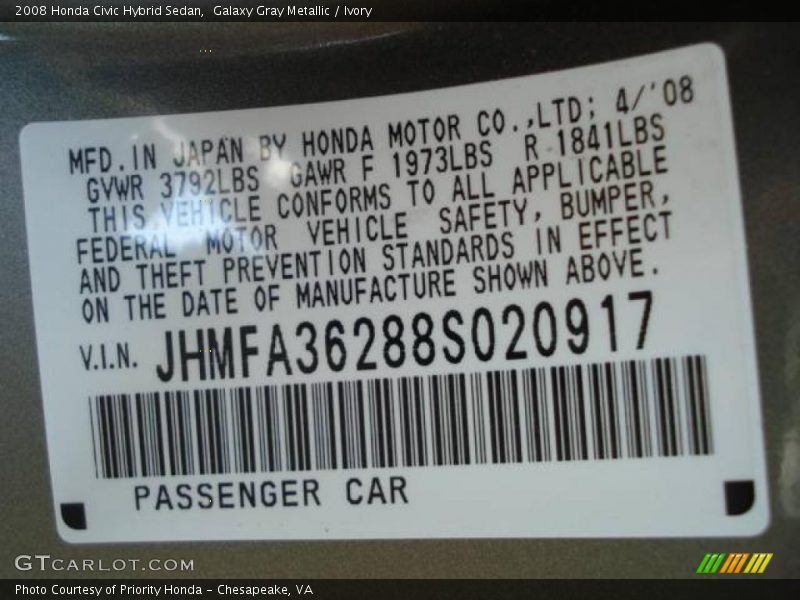 2008 Honda Civic Hybrid Sedan,  Galaxy Gray Metallic / Ivory
MFD.IN JAPAN BY HONDA MOTOR CO.,LTD; 4/'08
GVWR 3792LBS GAWR F 1973LBS R 1841LBS
THIS VEHICLE CONFORMS TO ALL APPLICABLE
FEDERAL MOTOR VEHICLE SAFETY, BUMPER,
AND THEFT PREVENTION STANDARDS IN EFFECT
ON THE DATE OF MANUFACTURE SHOWN ABOVE.
V.I.N. JHMFA36288S020917
PASSENGER CAR
GTCARLOT.COM
Photo Courtesy of Priority Honda - Chesapeake, VA